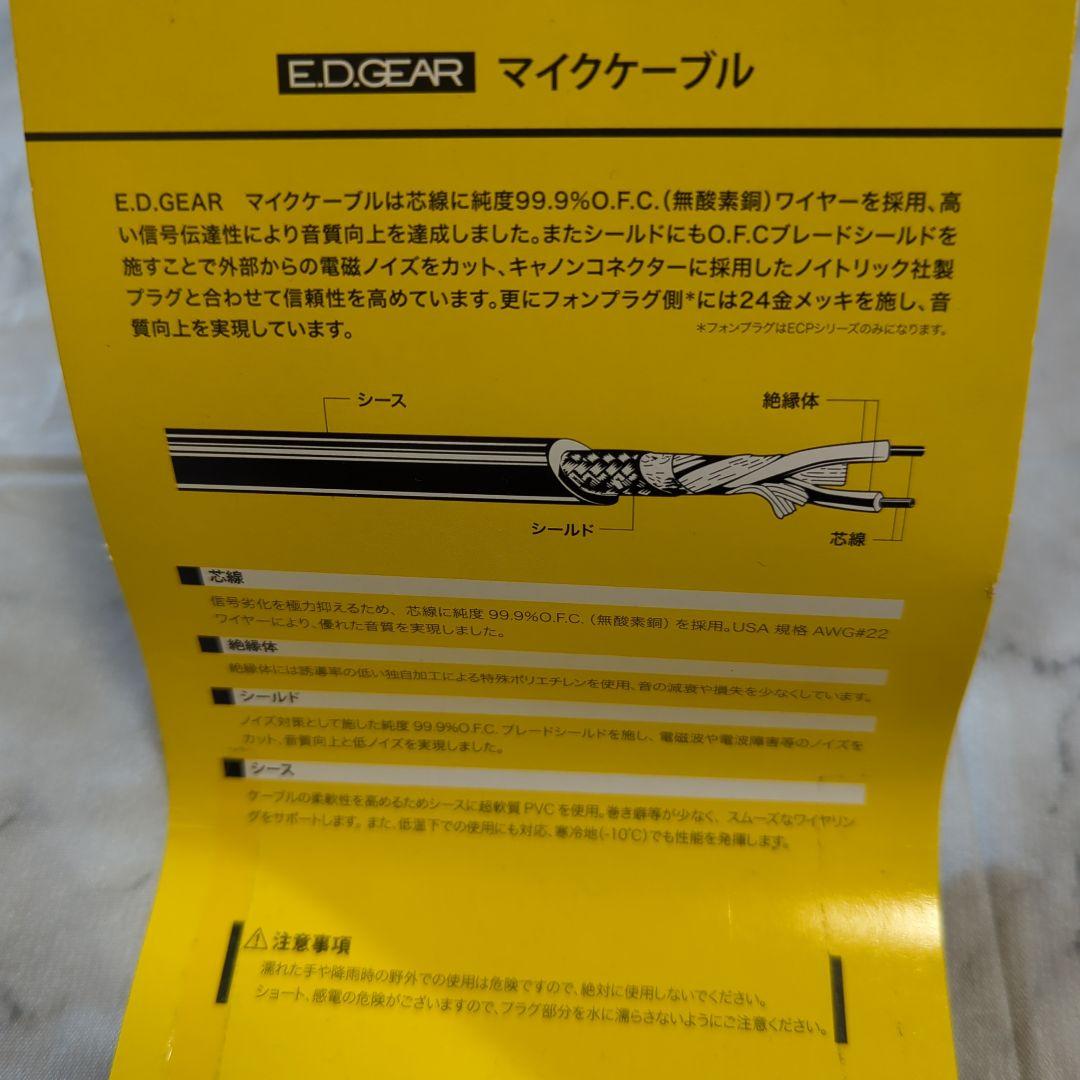 E.D.GEAR マイクケーブル
E.D.GEAR マイクケーブルは芯線に純度99.9%O.F.C.(無酸素銅)ワイヤーを採用、高
い信号伝達性により音質向上を達成しました。またシールドにもO.F.Cブレードシールドを
施すことで外部からの電磁ノイズをカット、キャノンコネクターに採用したノイトリック社製
プラグと合わせて信頼性を高めています。更にフォンプラグ側*には24金メッキを施し、音
質向上を実現しています。
*フォンプラグはECPシリーズのみになります。
シース
絶縁体
シールド
芯線
芯線
信号劣化を極力抑えるため、芯線に純度 99.9%O.F.C.(無酸素銅)を採用。USA 規格 AWG#22
ワイヤーにより、優れた音質を実現しました。
絶縁体
絶縁体には誘導率の低い独自加工による特殊ポリエチレンを使用、音の減衰や損失を少なくしています。
シールド
ノイズ対策として施した純度 99.9%O.F.C. ブレードシールドを施し、電磁波や電波障害等のノイズを
カット、音質向上と低ノイズを実現しました。
シース
ケーブルの柔軟性を高めるためシースに超軟質 PVC を使用。巻き癖等が少なく、スムーズなワイヤリン
グをサポートします。また、低温下での使用にも対応、寒冷地(-10℃)でも性能を発揮します。
⚠注意事項
濡れた手や降雨時の野外での使用は危険ですので、絶対に使用しないでください。
ショート、感電の危険がございますので、プラグ部分を水に濡らさないようにご注意ください。